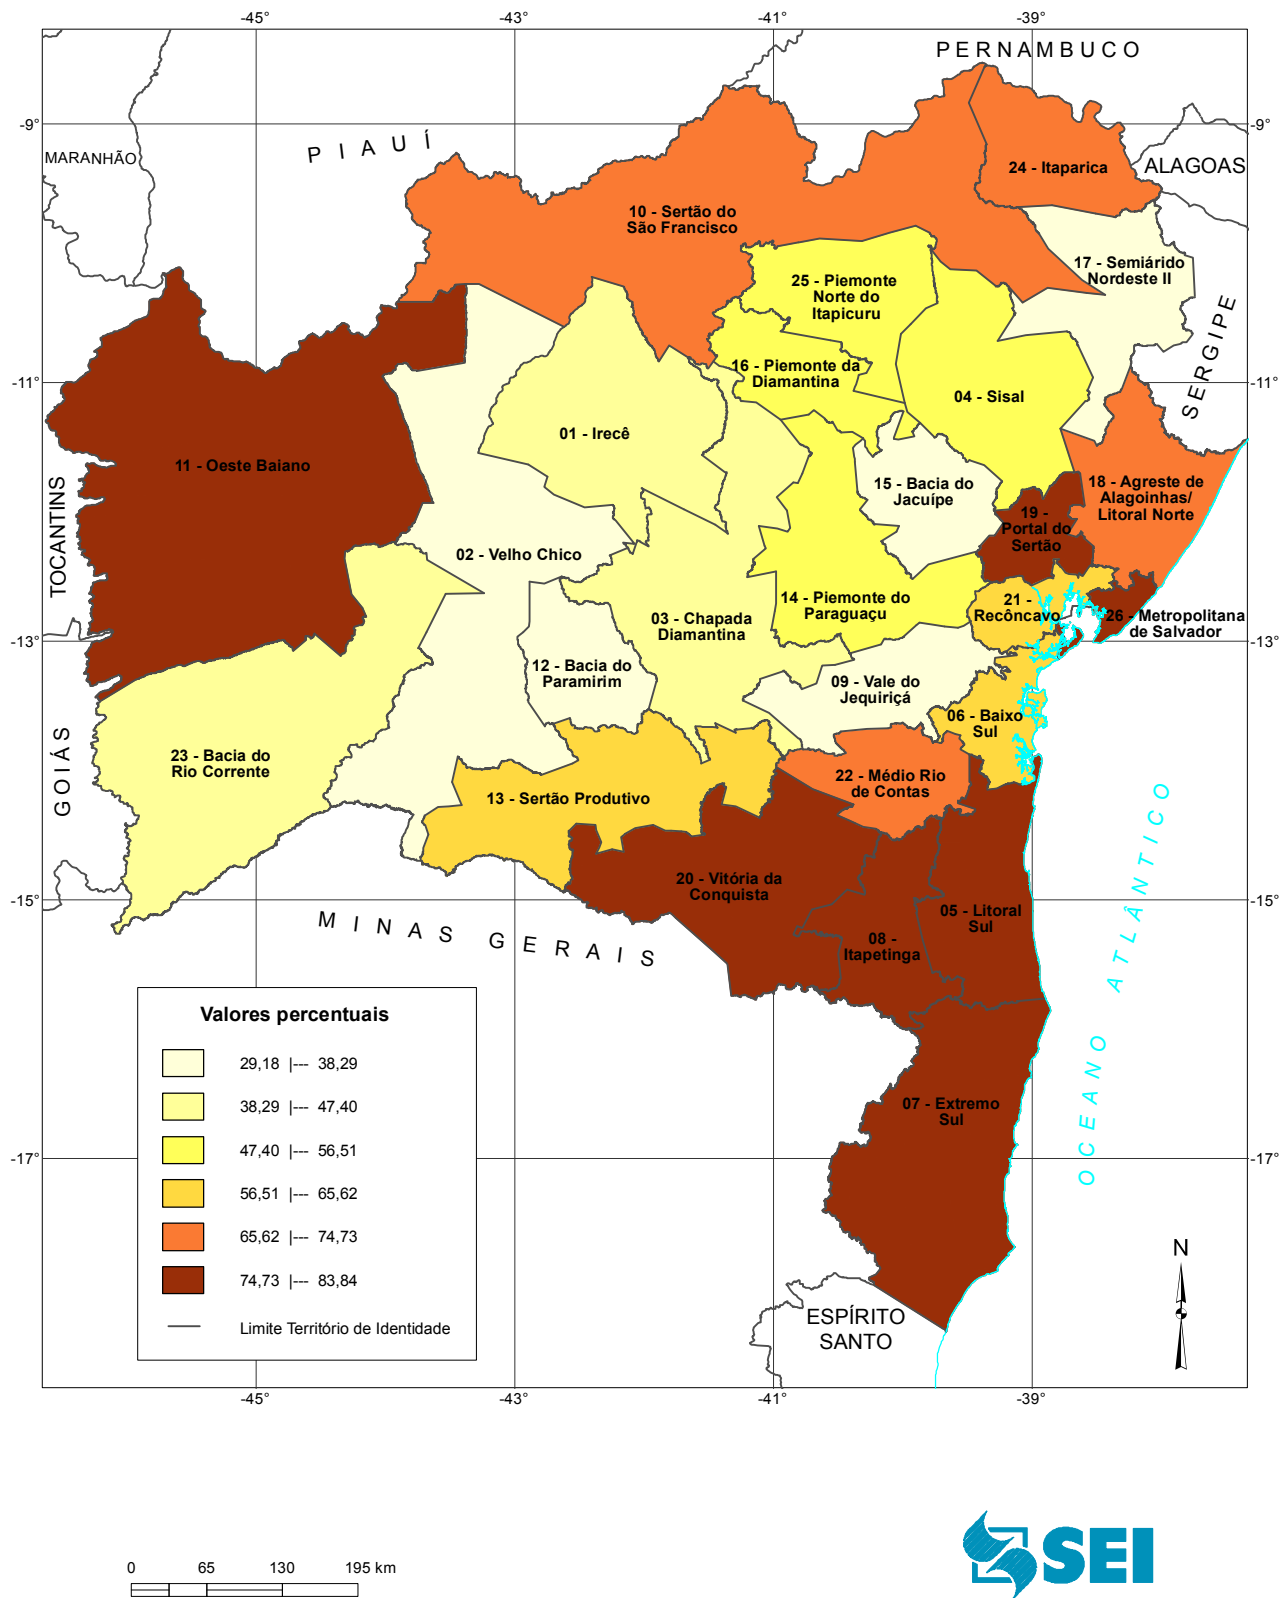 -45°
-43°
-41°
-39°
PERNAMBUCO
-9°
-9°
PIAUÍ
MARANHÃO
ALAGOAS
24 - Itaparica
10 - Sertão do
São Francisco
17 - Semiárido
Nordeste II
25 - Piemonte
Norte do
Itapicuru
SERGIPE
16 - Piemonte da
Diamantina
-11°
-11°
04 - Sisal
01 - Irecê
11 - Oeste Baiano
15 - Bacia do
Jacuípe
18 - Agreste de
Alagoinhas/
Litoral Norte
19 -
Portal do
Sertão
TOCANTINS
02 - Velho Chico
14 - Piemonte do
Paraguaçu
21 -
Recôncavo
03 - Chapada
Diamantina
26 - Metropolitana
de Salvador
-13°
-13°
12 - Bacia do
Paramirim
09 - Vale do
Jequiriçá
06 - Baixo
Sul
GOIÁS
23 - Bacia do
Rio Corrente
22 - Médio Rio
de Contas
13 - Sertão Produtivo
20 - Vitória da
Conquista
-15°
-15°
05 - Litoral
Sul
MINAS GERAIS
08 -
Itapetinga
OCEANO ATLÂNTICO
Valores percentuais
29,18 |--- 38,29
38,29 |--- 47,40
47,40 |--- 56,51
56,51 |--- 65,62
65,62 |--- 74,73
74,73 |--- 83,84
Limite Território de Identidade
07 - Extremo
Sul
-17°
-17°
N
ESPÍRITO
SANTO
-45°
-43°
-41°
-39°
0 65 130 195 km
SEI